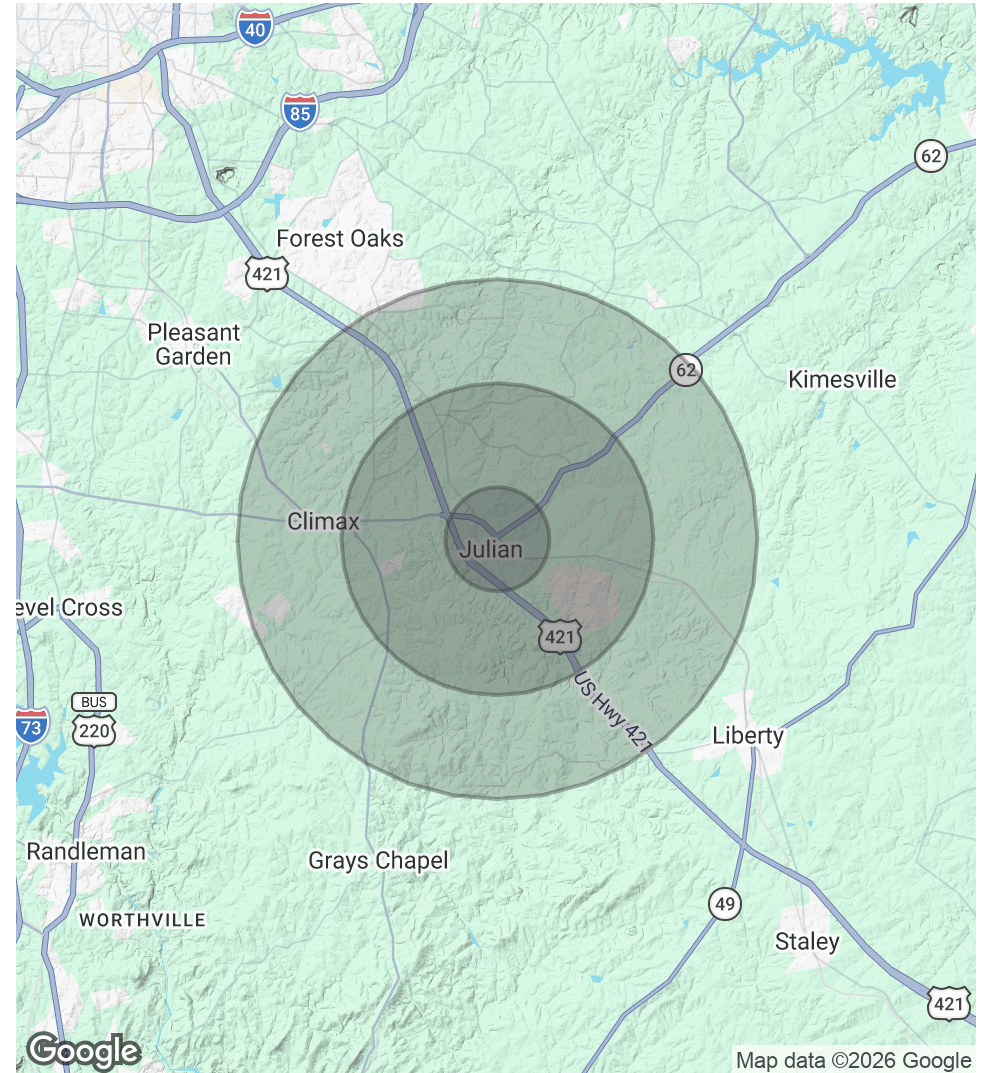 40
85
62
Forest Oaks
421
Pleasant
Garden
62
Kimesville
Climax
Julian
evel Cross
421
BUS
220
73
US Hwy 421
Liberty
Randleman
Grays Chapel
49
WORTHVILLE
Staley
421
Google
Map data ©2026 Google